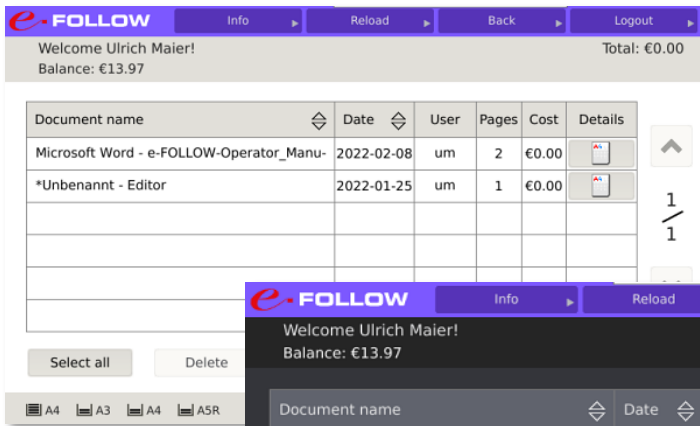 e-FOLLOW Info Reload Back Logout
Welcome Ulrich Maier! Total: €0.00
Balance: €13.97
Document name Date User Pages Cost Details
Microsoft Word - e-FOLLOW-Operator_Manu- 2022-02-08 um 2 €0.00
*Unbenannt - Editor 2022-01-25 um 1 €0.00
1
1
Select all Delete
A4 A3 A4 A5R
e-FOLLOW Info Reload
Welcome Ulrich Maier!
Balance: €13.97
Document name Date